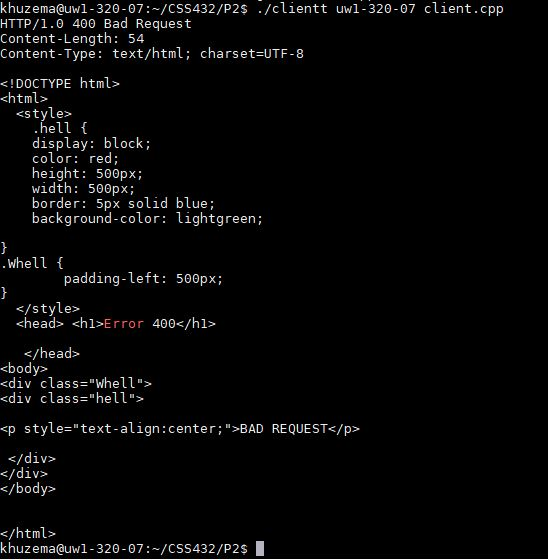 khuzema@uw1-320-07:~/CSS432/P2$ ./clientt uw1-320-07 client.cpp
HTTP/1.0 400 Bad Request
Content-Length: 54
Content-Type: text/html; charset=UTF-8

<!DOCTYPE html>
<html>
  <style>
    .hell {
    display: block;
    color: red;
    height: 500px;
    width: 500px;
    border: 5px solid blue;
    background-color: lightgreen;

}
.Whell {
        padding-left: 500px;
}
  </style>
  <head> <h1>Error 400</h1>

   </head>
<body>
<div class="Whell">
<div class="hell">

<p style="text-align:center;">BAD REQUEST</p>

 </div>
</div>
</body>


</html>
khuzema@uw1-320-07:~/CSS432/P2$